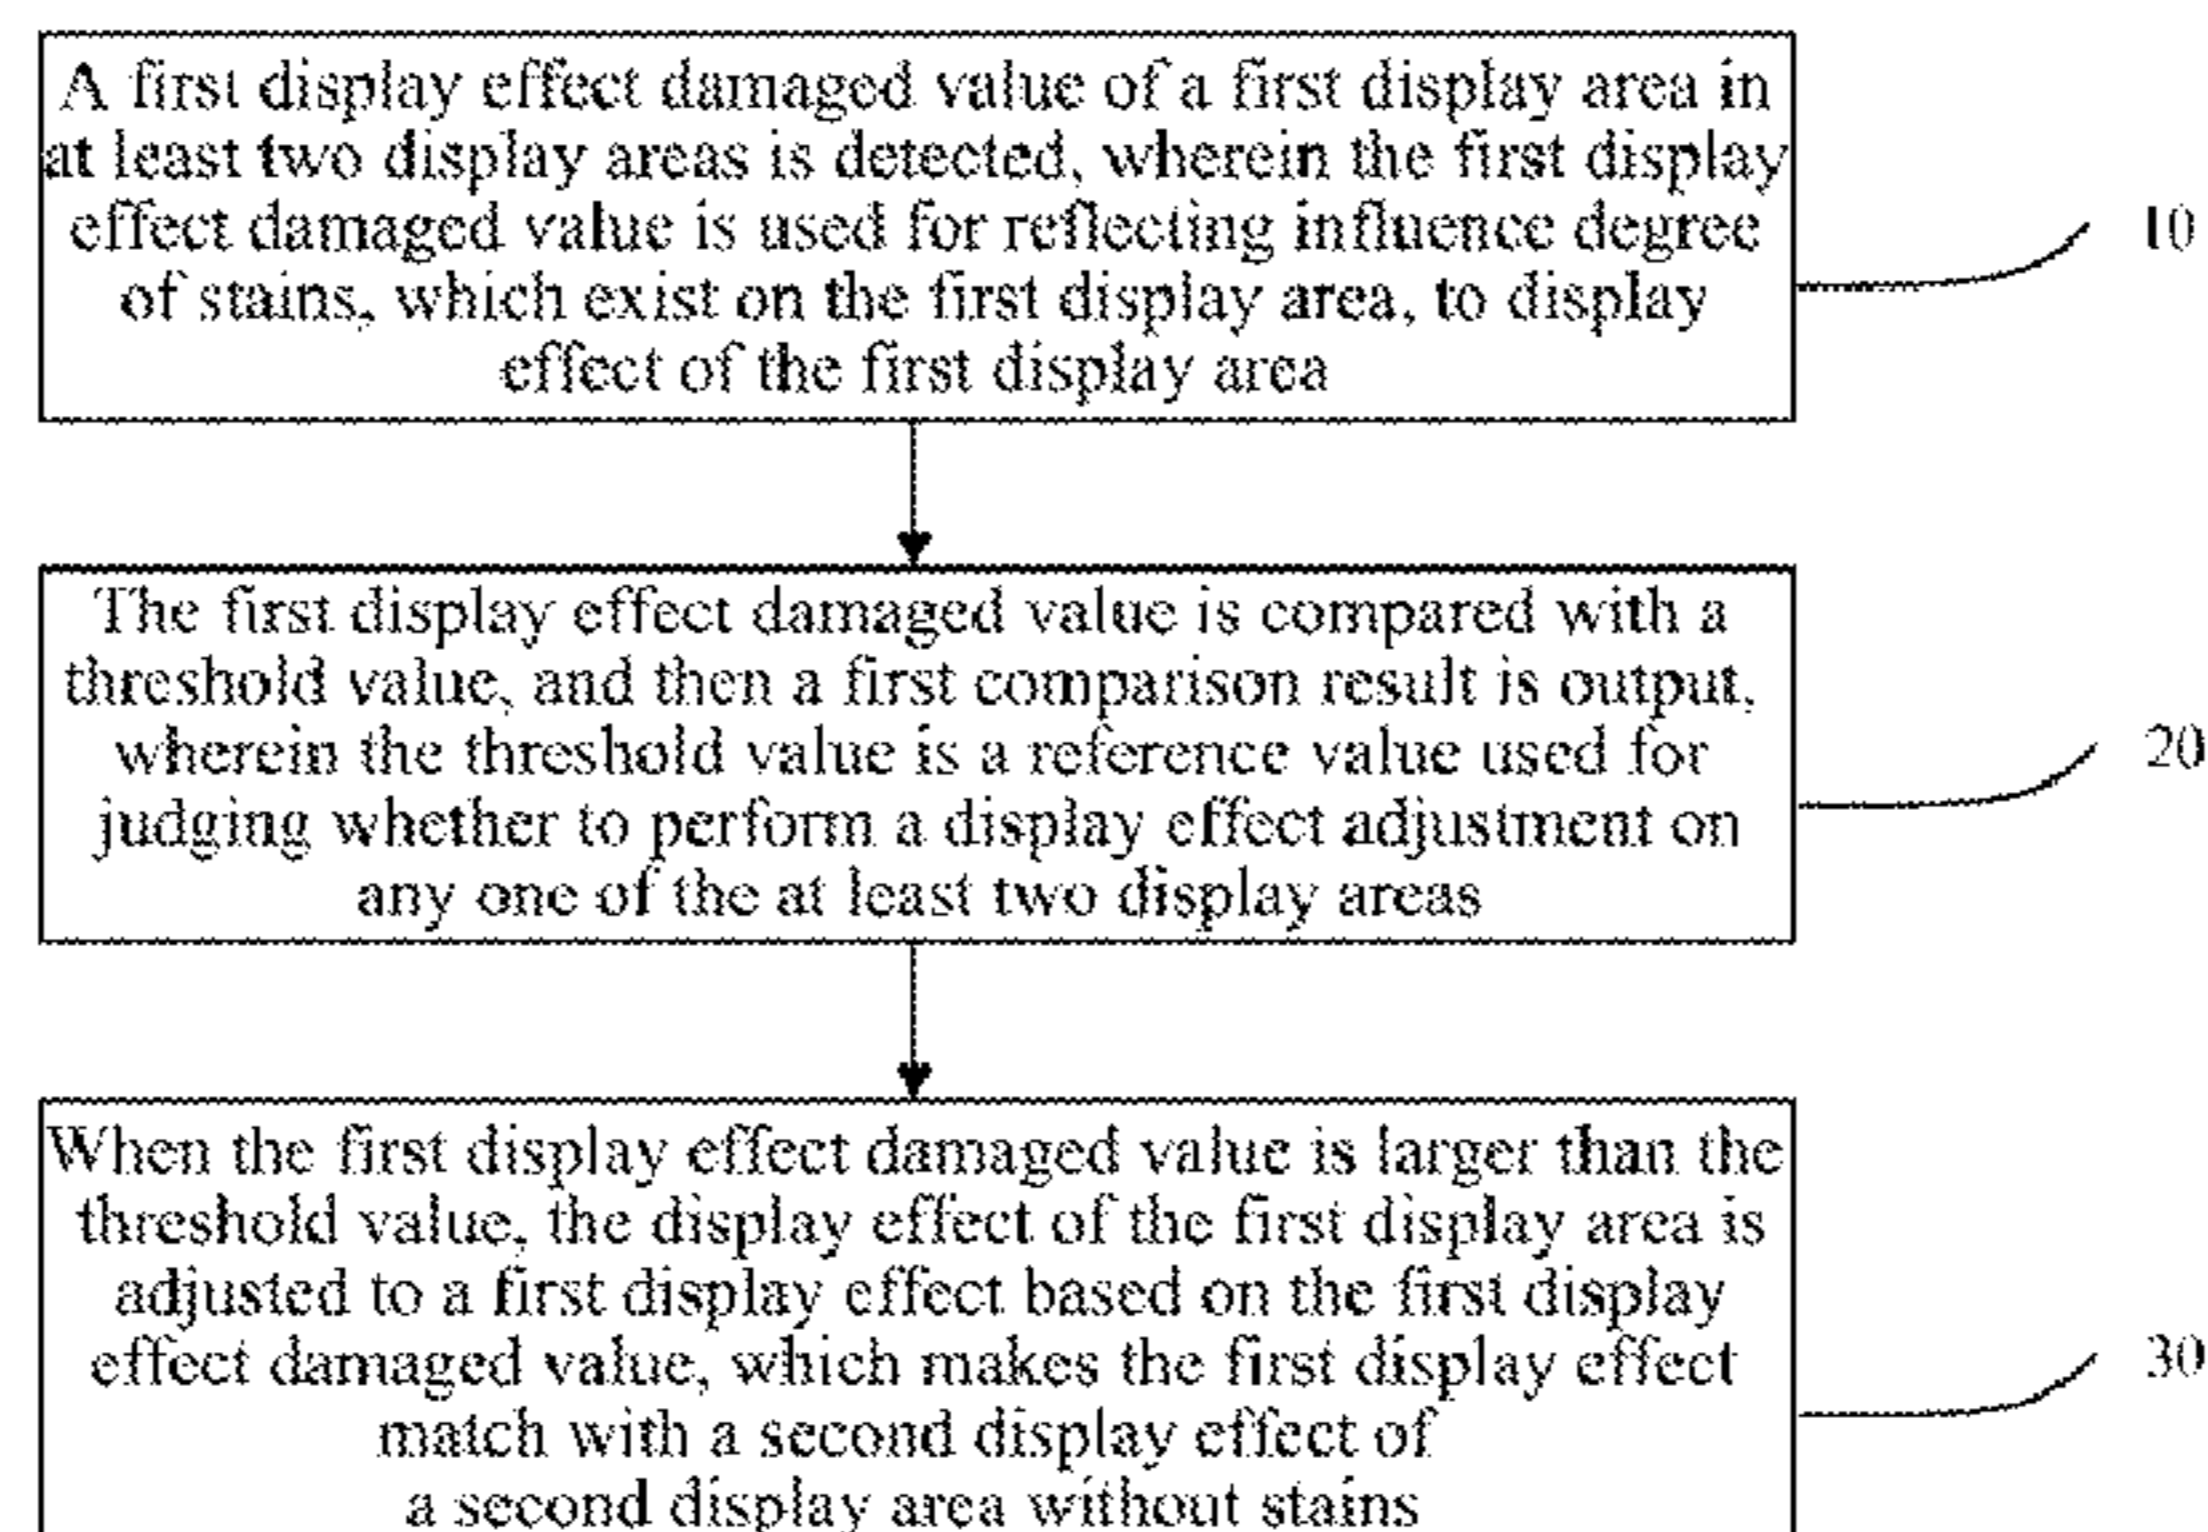 A first display effect damaged value of a first display area in
at least two display areas is detected, wherein the first display
effect damaged value is used for reflecting influence degree
of stains, which exist on the first display area, to display
effect of the first display area
10
The first display effect damaged value is compared with a
threshold value, and then a first comparison result is output,
wherein the threshold value is a reference value used for
judging whether to perform a display effect adjustment on
any one of the at least two display areas
20
When the first display effect damaged value is larger than the
threshold value, the display effect of the first display area is
adjusted to a first display effect based on the first display
effect damaged value, which makes the first display effect
match with a second display effect of
a second display area without stains
30